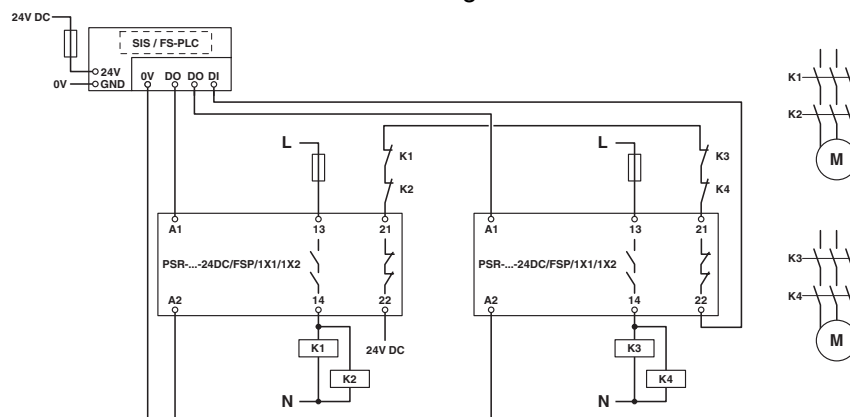 24V DC
SIS / FS-PLC
24V
0V GND
0V DO DO DI
L
K1
K2
L
K3
K4
A1 13 21
PSR-...-24DC/FSP/1X1/1X2
A2 14 22
K1
K2
24V DC
N
A1 13 21
PSR-...-24DC/FSP/1X1/1X2
A2 14 22
K3
K4
N
K1
K2
M
K3
K4
M